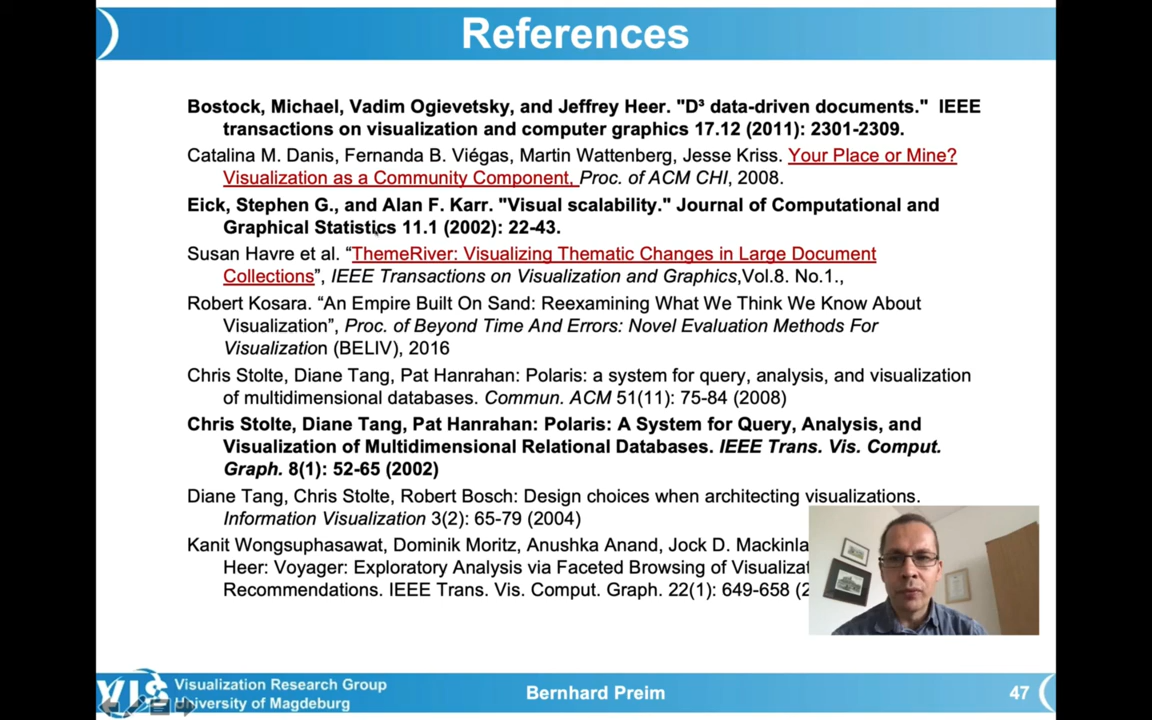 References
Bostock, Michael, Vadim Ogievetsky, and Jeffrey Heer. "D³ data-driven documents." IEEE
transactions on visualization and computer graphics 17.12 (2011): 2301-2309.
Catalina M. Danis, Fernanda B. Viégas, Martin Wattenberg, Jesse Kriss. Your Place or Mine?
Visualization as a Community Component, Proc. of ACM CHI, 2008.
Eick, Stephen G., and Alan F. Karr. "Visual scalability." Journal of Computational and
Graphical Statistics 11.1 (2002): 22-43.
Susan Havre et al. “ThemeRiver: Visualizing Thematic Changes in Large Document
Collections”, IEEE Transactions on Visualization and Graphics,Vol.8. No.1.,
Robert Kosara. “An Empire Built On Sand: Reexamining What We Think We Know About
Visualization”, Proc. of Beyond Time And Errors: Novel Evaluation Methods For
Visualization (BELIV), 2016
Chris Stolte, Diane Tang, Pat Hanrahan: Polaris: a system for query, analysis, and visualization
of multidimensional databases. Commun. ACM 51(11): 75-84 (2008)
Chris Stolte, Diane Tang, Pat Hanrahan: Polaris: A System for Query, Analysis, and
Visualization of Multidimensional Relational Databases. IEEE Trans. Vis. Comput.
Graph. 8(1): 52-65 (2002)
Diane Tang, Chris Stolte, Robert Bosch: Design choices when architecting visualizations.
Information Visualization 3(2): 65-79 (2004)
Kanit Wongsuphasawat, Dominik Moritz, Anushka Anand, Jock D.
Heer: Voyager: Exploratory Analysis via Faceted Browsing of
Recommendations. IEEE Trans. Vis. Comput. Graph. 22(1): 649-658
VIS
Visualization Research Group
University of Magdeburg
Bernhard Preim
47